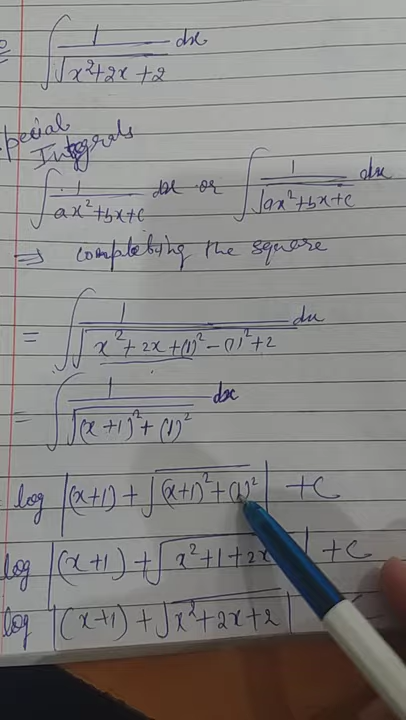 ∫ 1/√(x²+2x+2) dx
Special
Integrals
∫ 1/(ax²+bx+c) dx or ∫ 1/√(ax²+bx+c) dx
⇒ completing the square
= ∫ 1/√(x²+2x+(1)²-(1)²+2) dx
= ∫ 1/√((x+1)²+(1)²) dx
log |(x+1)+√((x+1)²+(1)²)| +C
log |(x+1)+√(x²+1+2x | +C
log |(x+1)+√(x²+2x+2)|